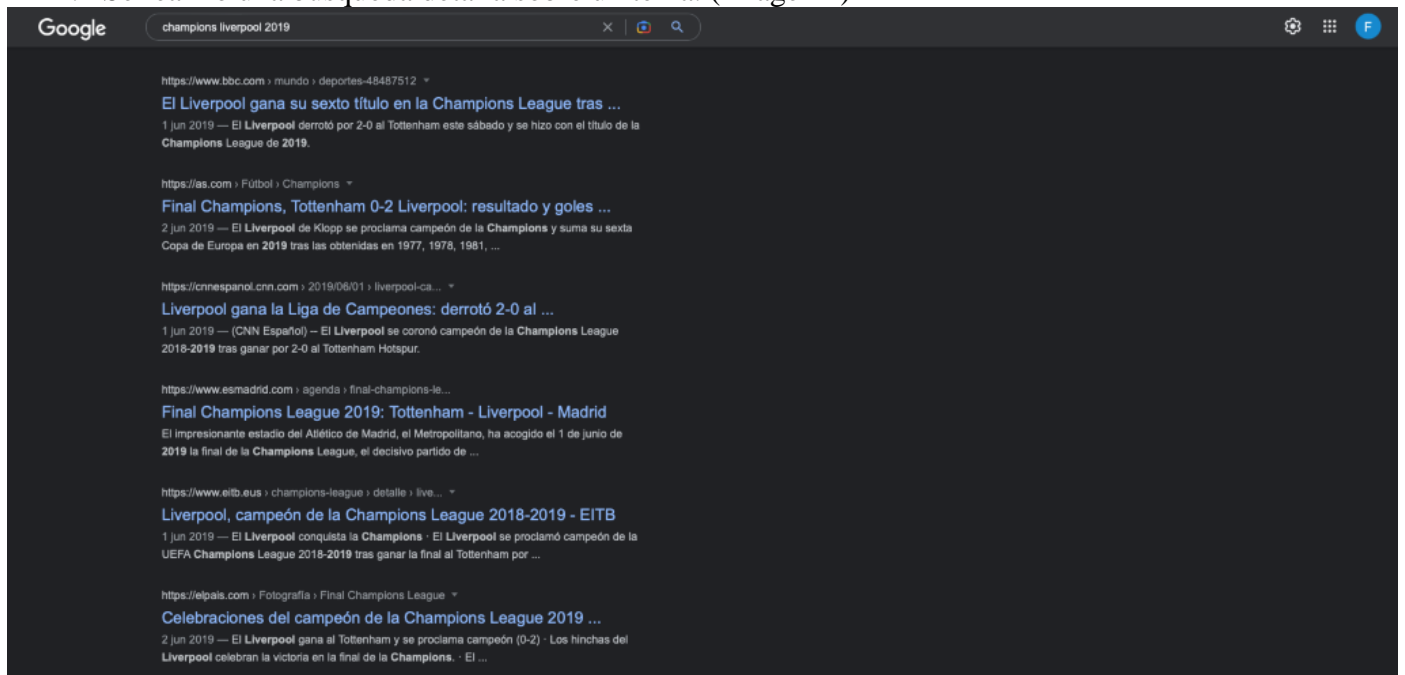 Google
champions liverpool 2019
F
https://www.bbc.com › mundo › deportes-48487512
El Liverpool gana su sexto título en la Champions League tras ...
1 jun 2019 — El Liverpool derrotó por 2-0 al Tottenham este sábado y se hizo con el título de la
Champions League de 2019.
https://as.com › Fútbol › Champions
Final Champions, Tottenham 0-2 Liverpool: resultado y goles ...
2 jun 2019 — El Liverpool de Klopp se proclama campeón de la Champions y suma su sexta
Copa de Europa en 2019 tras las obtenidas en 1977, 1978, 1981, ...
https://cnnespanol.cnn.com › 2019/06/01 › liverpool-ca...
Liverpool gana la Liga de Campeones: derrotó 2-0 al ...
1 jun 2019 — (CNN Español) – El Liverpool se coronó campeón de la Champions League
2018-2019 tras ganar por 2-0 al Tottenham Hotspur.
https://www.esmadrid.com › agenda › final-champions-le...
Final Champions League 2019: Tottenham - Liverpool - Madrid
El impresionante estadio del Atlético de Madrid, el Metropolitano, ha acogido el 1 de junio de
2019 la final de la Champions League, el decisivo partido de ...
https://www.eitb.eus › champions-league › detalle › live...
Liverpool, campeón de la Champions League 2018-2019 - EITB
1 jun 2019 — El Liverpool conquista la Champions · El Liverpool se proclamó campeón de la
UEFA Champions League 2018-2019 tras ganar la final al Tottenham por ...
https://elpais.com › Fotografía › Final Champions League
Celebraciones del campeón de la Champions League 2019 ...
2 jun 2019 — El Liverpool gana al Tottenham y se proclama campeón (0-2) · Los hinchas del
Liverpool celebran la victoria en la final de la Champions. · El ...